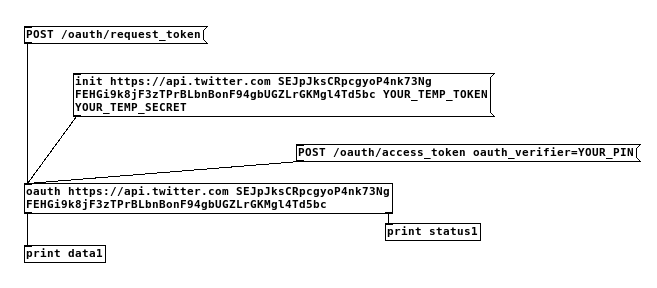 POST /oauth/request_token
init https://api.twitter.com SEJpJksCRpcgyoP4nk73Ng
FEHGi9k8jF3zTPrBLbnBonF94gbUGZLrGKMgl4Td5bc YOUR_TEMP_TOKEN
YOUR_TEMP_SECRET
POST /oauth/access_token oauth_verifier=YOUR_PIN
oauth https://api.twitter.com SEJpJksCRpcgyoP4nk73Ng
FEHGi9k8jF3zTPrBLbnBonF94gbUGZLrGKMgl4Td5bc
print status1
print data1